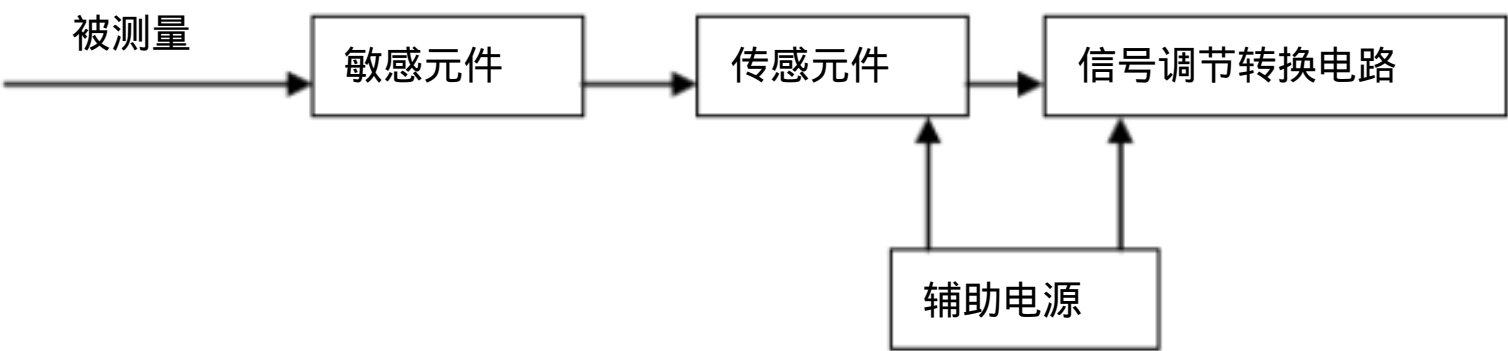 被测量
敏感元件
传感元件
信号调节转换电路
辅助电源